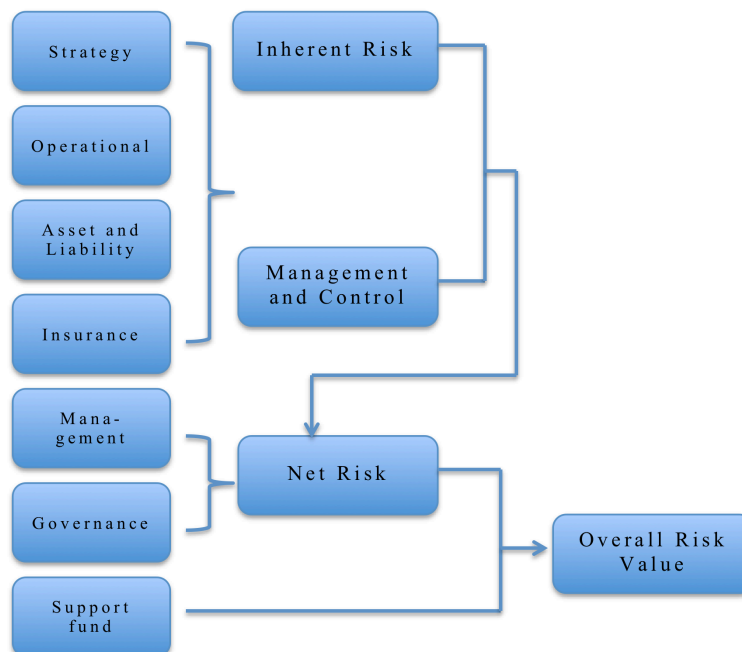 Strategy
Inherent Risk
Operational
Asset and
Liability
Management
and Control
Insurance
Mana-
gement
Net Risk
Governance
Overall Risk
Value
Support
fund